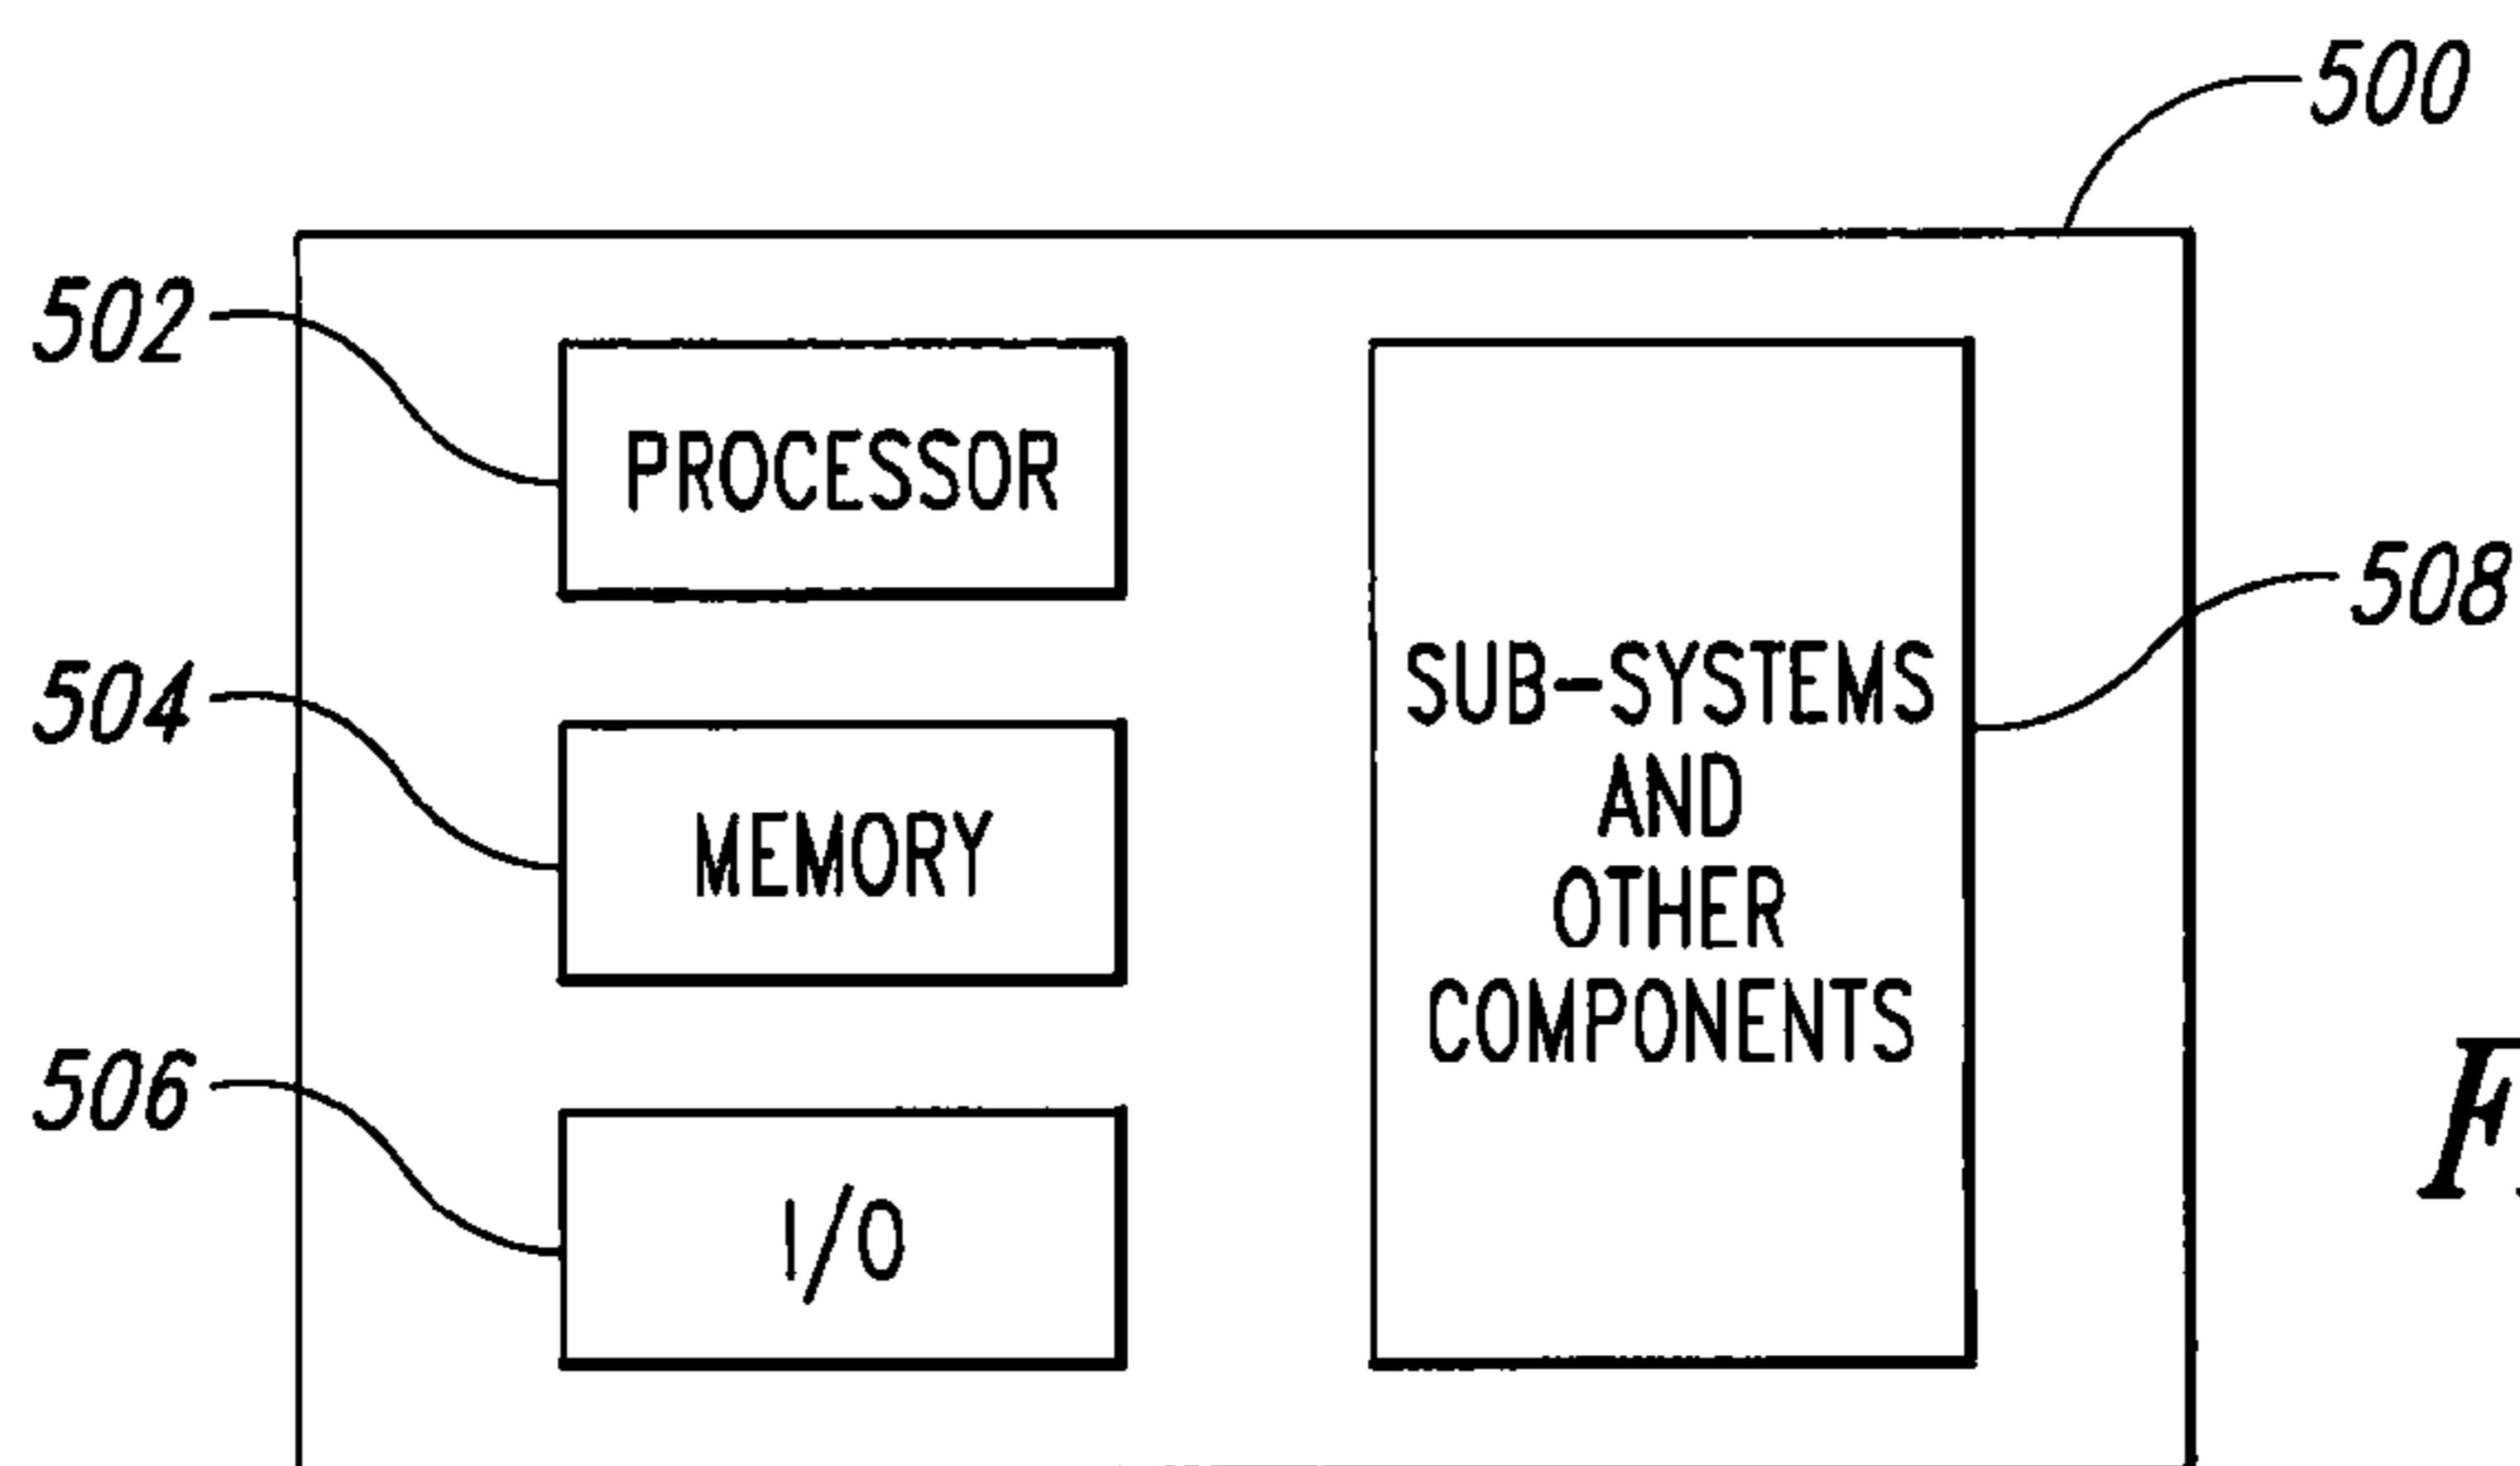 500
502
PROCESSOR
508
504
SUB-SYSTEMS
AND
OTHER
COMPONENTS
MEMORY
506
I/O
F